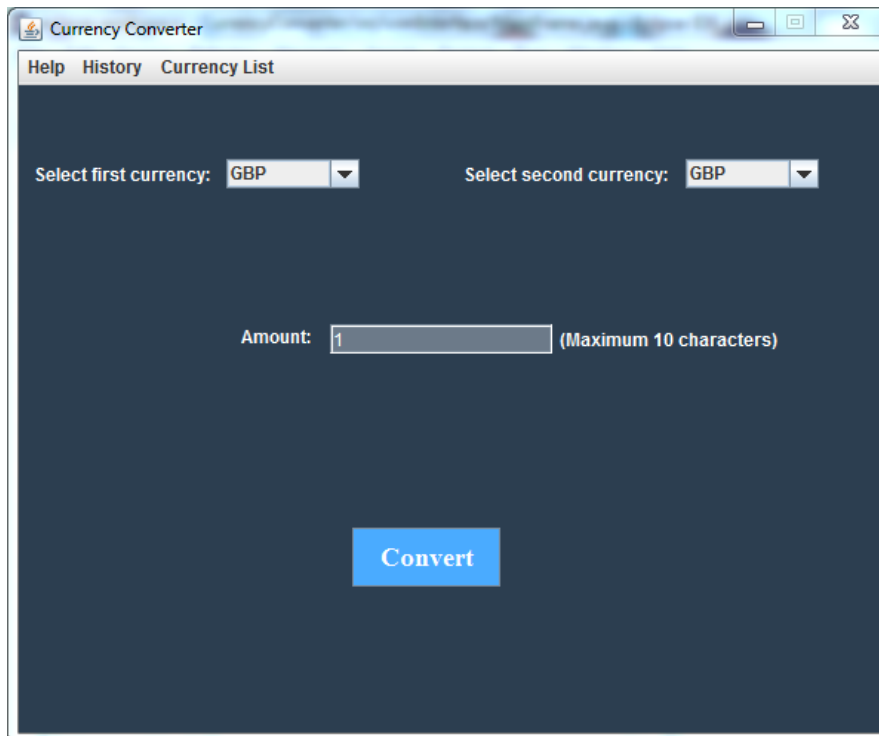 Currency Converter
Help History Currency List
Select first currency: GBP Select second currency: GBP
Amount: 1 (Maximum 10 characters)
Convert